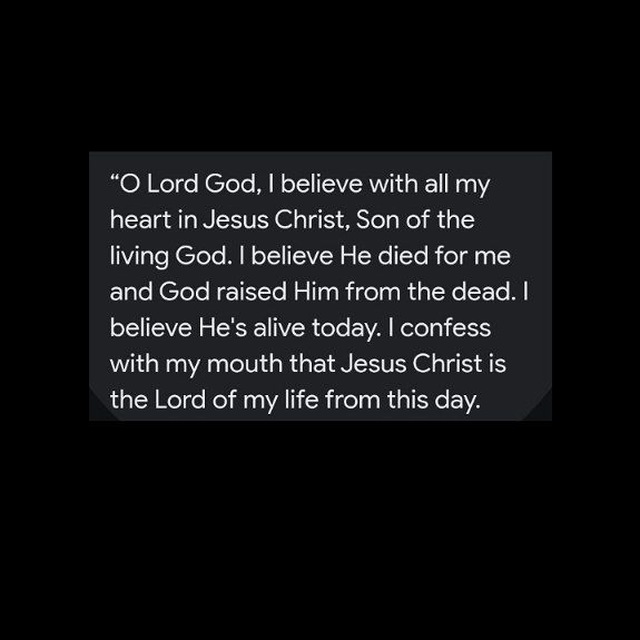 “O Lord God, I believe with all my
heart in Jesus Christ, Son of the
living God. I believe He died for me
and God raised Him from the dead. I
believe He's alive today. I confess
with my mouth that Jesus Christ is
the Lord of my life from this day.